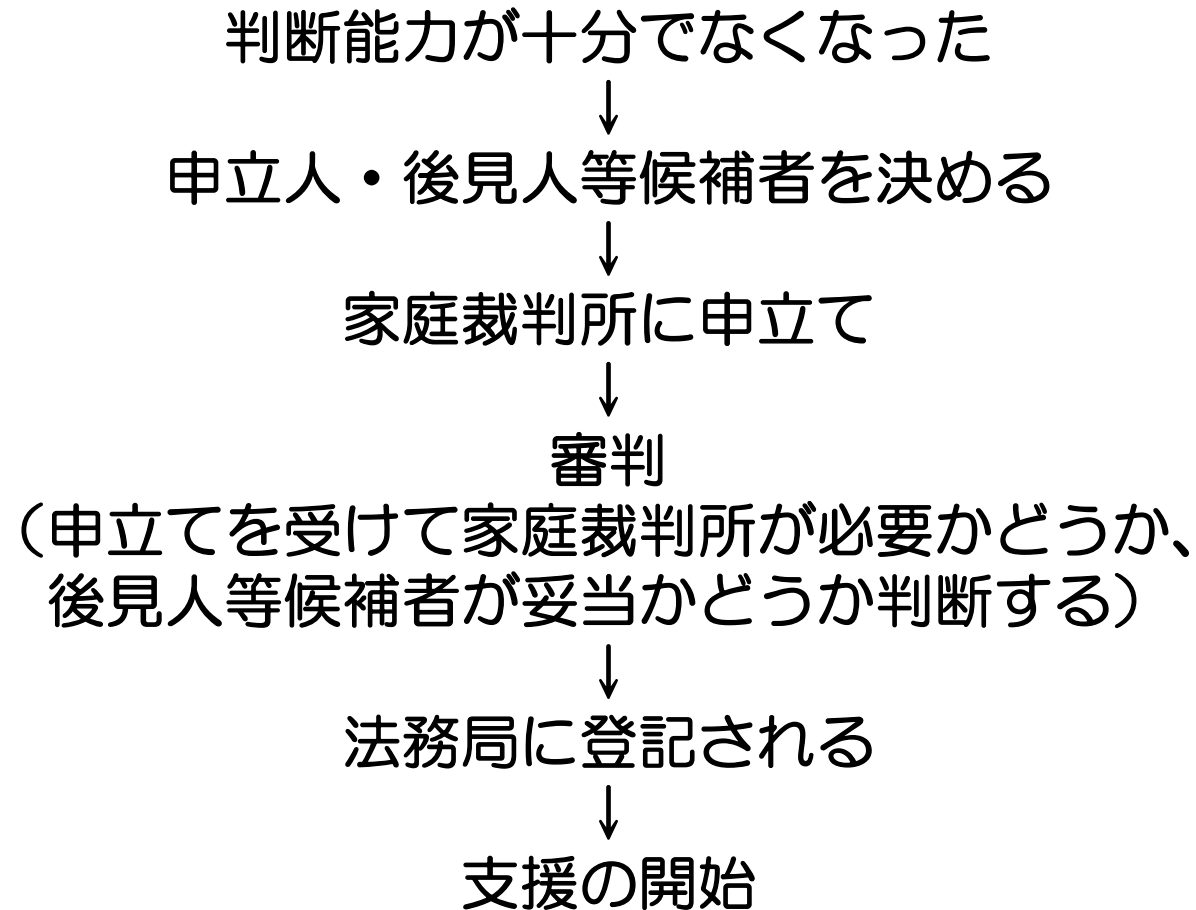 判断能力が十分でなくなった
↓
申立人・後見人等候補者を決める
↓
家庭裁判所に申立て
↓
審判
（申立てを受けて家庭裁判所が必要かどうか、
後見人等候補者が妥当かどうか判断する）
↓
法務局に登記される
↓
支援の開始